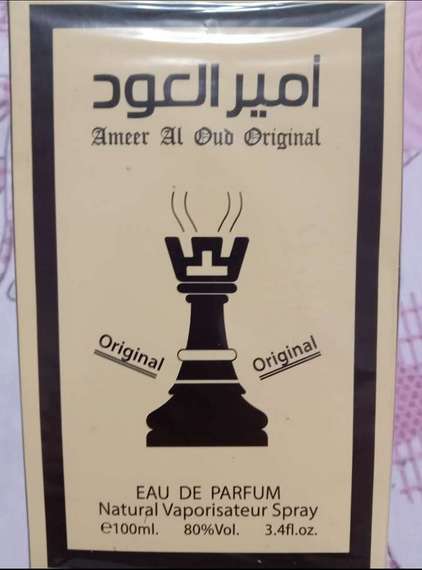 أمير العود
Ameer Al Oud Original
Original
Original
EAU DE PARFUM
Natural Vaporisateur Spray
℮100ml. 80%Vol. 3.4fl.oz.